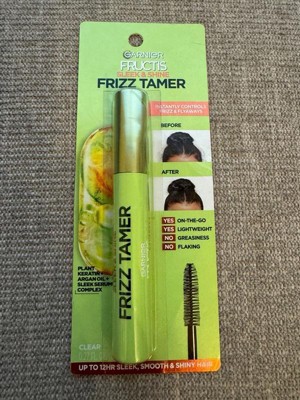 GARNIER
FRUCTIS
SLEEK & SHINE
FRIZZ TAMER
INSTANTLY CONTROLS
FRIZZ & FLYAWAYS
BEFORE
AFTER
YES ON-THE-GO
YES LIGHTWEIGHT
NO GREASINESS
NO FLAKING
FRIZZ TAMER
PLANT
KERATIN +
ARGAN OIL +
SLEEK SERUM
COMPLEX
CLEAR
UP TO 12HR SLEEK, SMOOTH & SHINY HAIR